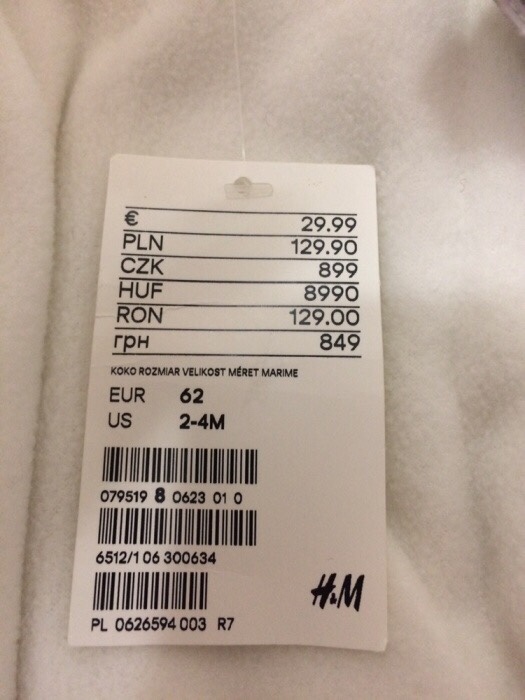 € 29.99
PLN 129.90
CZK 899
HUF 8990
RON 129.00
грн 849
KOKO ROZMIAR VELIKOST MÉRET MARIME
EUR 62
US 2-4M
079519 8 0623 01 0
6512/1 06 300634
H&M
PL 0626594 003 R7